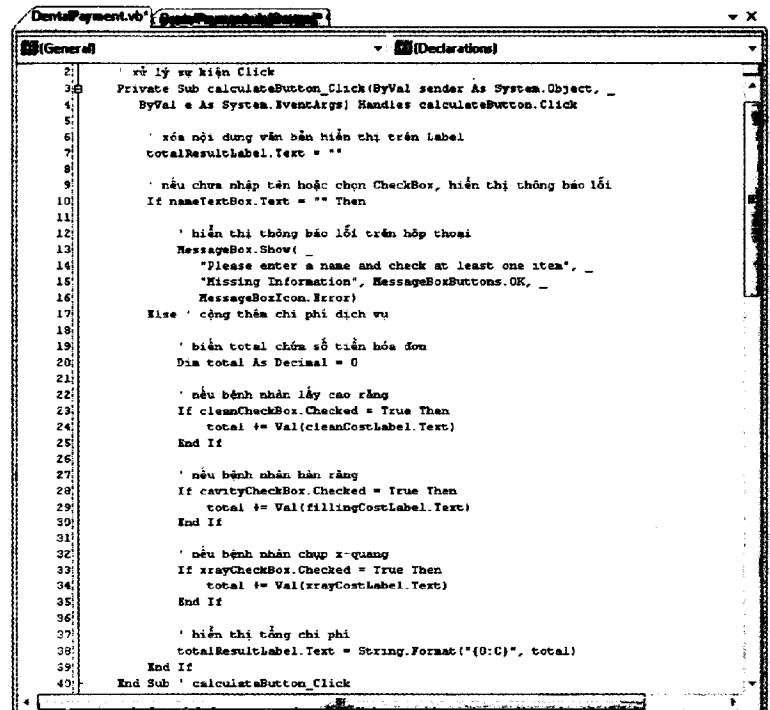 DentalPayment.vb*
(General)
(Declarations)
2 ' xử lý sự kiện Click
3 Private Sub calculateButton_Click(ByVal sender As System.Object, _
4 ByVal e As System.EventArgs) Handles calculateButton.Click
5
6 ' xóa nội dung văn bản hiển thị trên Label
7 totalResultLabel.Text = ""
8
9 ' nếu chưa nhập tên hoặc chọn CheckBox, hiển thị thông báo lỗi
10 If nameTextBox.Text = "" Then
11
12 ' hiển thị thông báo lỗi trên hộp thoại
13 MessageBox.Show( _
14 "Please enter a name and check at least one item", _
15 "Missing Information", MessageBoxButtons.OK, _
16 MessageBoxIcon.Error)
17 Else ' cộng thêm chi phí dịch vụ
18
19 ' biến total chứa số tiền hóa đơn
20 Dim total As Decimal = 0
21
22 ' nếu bệnh nhân lấy cao răng
23 If cleanCheckBox.Checked = True Then
24 total += Val(cleanCostLabel.Text)
25 End If
26
27 ' nếu bệnh nhân hàn răng
28 If cavityCheckBox.Checked = True Then
29 total += Val(fillingCostLabel.Text)
30 End If
31
32 ' nếu bệnh nhân chụp x-quang
33 If xrayCheckBox.Checked = True Then
34 total += Val(xrayCostLabel.Text)
35 End If
36
37 ' hiển thị tổng chi phí
38 totalResultLabel.Text = String.Format("{0:C}", total)
39 End If
40 End Sub ' calculateButton_Click